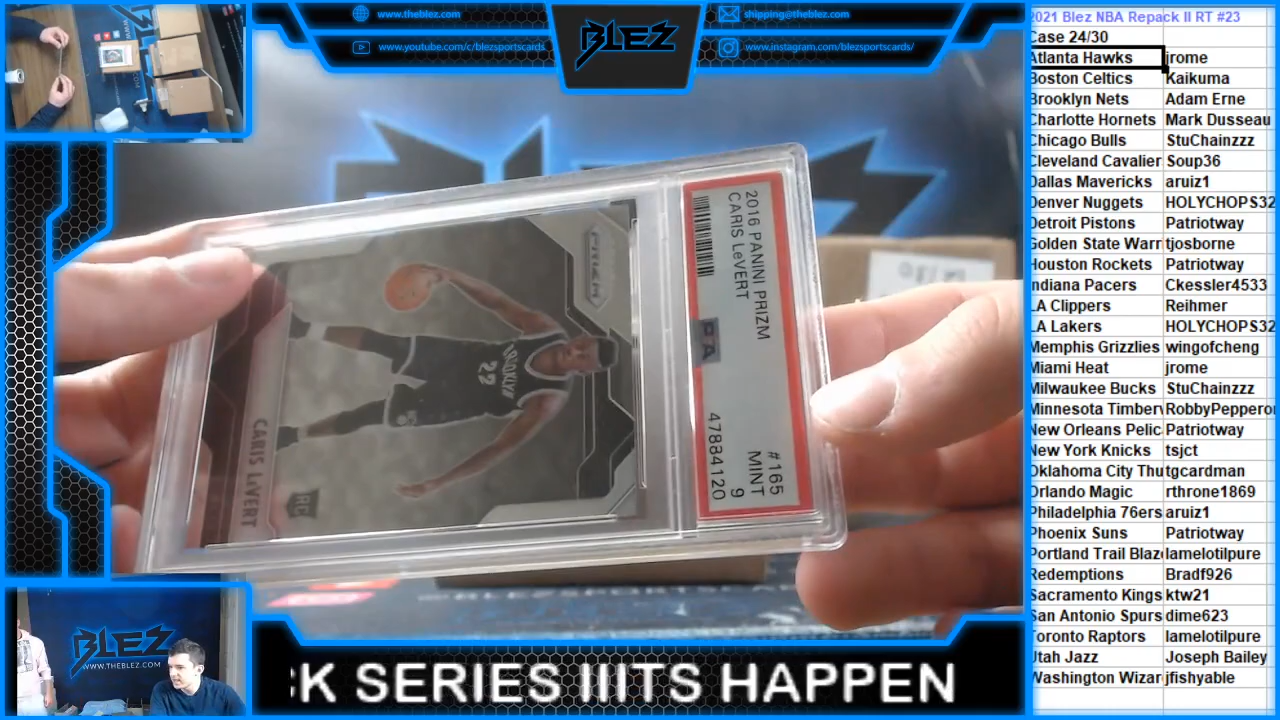 www.theblez.com
www.youtube.com/c/blezsportscards
BLEZ
shipping@theblez.com
www.instagram.com/blezsportscards/
2016 PANINI PRIZM
CARIS LeVERT
#165
MINT
9
47884120
PSA
PRIZM
BROOKLYN
22
CARIS LeVERT
RC
BLEZ
WWW.THEBLEZ.COM
CK SERIES IIIITS HAPPEN
2021 Blez NBA Repack II RT #23
Case 24/30
Atlanta Hawks jrome
Boston Celtics Kaikuma
Brooklyn Nets Adam Erne
Charlotte Hornets Mark Dusseau
Chicago Bulls StuChainzzz
Cleveland Cavalier Soup36
Dallas Mavericks aruiz1
Denver Nuggets HOLYCHOPS32
Detroit Pistons Patriotway
Golden State Warr tjosborne
Houston Rockets Patriotway
Indiana Pacers Ckessler4533
LA Clippers Reihmer
LA Lakers HOLYCHOPS32
Memphis Grizzlies wingofcheng
Miami Heat jrome
Milwaukee Bucks StuChainzzz
Minnesota Timberv RobbyPeppero
New Orleans Pelic Patriotway
New York Knicks tsjct
Oklahoma City Thu tgcardman
Orlando Magic rthrone1869
Philadelphia 76ers aruiz1
Phoenix Suns Patriotway
Portland Trail Blaz lamelotilpure
Redemptions Bradf926
Sacramento Kings ktw21
San Antonio Spurs dime623
Toronto Raptors lamelotilpure
Utah Jazz Joseph Bailey
Washington Wizar jfishyable